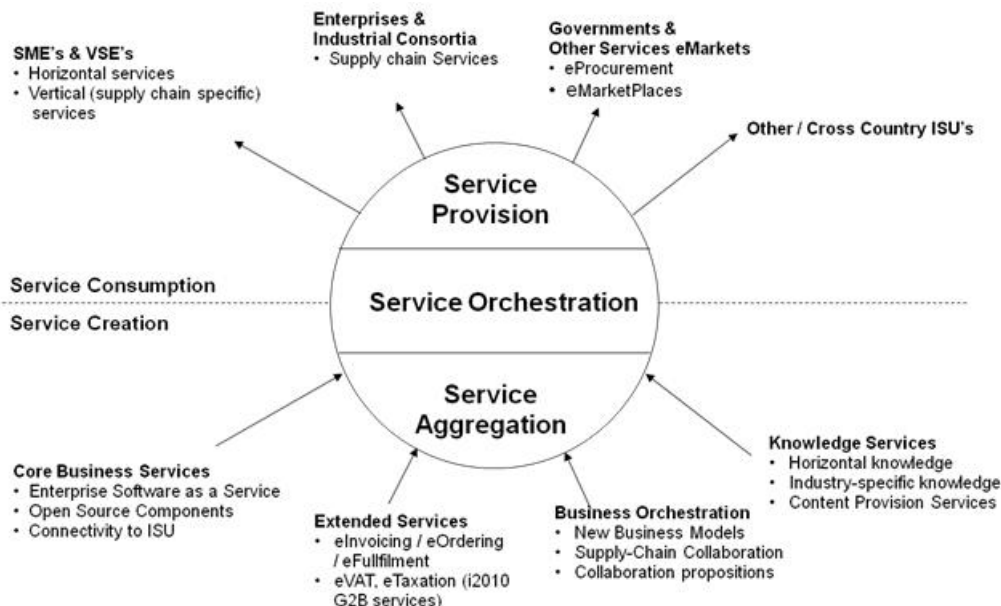 Enterprises &
Industrial Consortia
• Supply chain Services
Governments &
Other Services eMarkets
• eProcurement
• eMarketPlaces
SME's & VSE's
• Horizontal services
• Vertical (supply chain specific)
services
Other / Cross Country ISU's
Service
Provision
Service Consumption
Service Orchestration
Service Creation
Service
Aggregation
Core Business Services
• Enterprise Software as a Service
• Open Source Components
• Connectivity to ISU
Extended Services
• eInvoicing / eOrdering
/ eFullfilment
• eVAT, eTaxation (i2010
G2B services)
Business Orchestration
• New Business Models
• Supply-Chain Collaboration
• Collaboration propositions
Knowledge Services
• Horizontal knowledge
• Industry-specific knowledge
• Content Provision Services